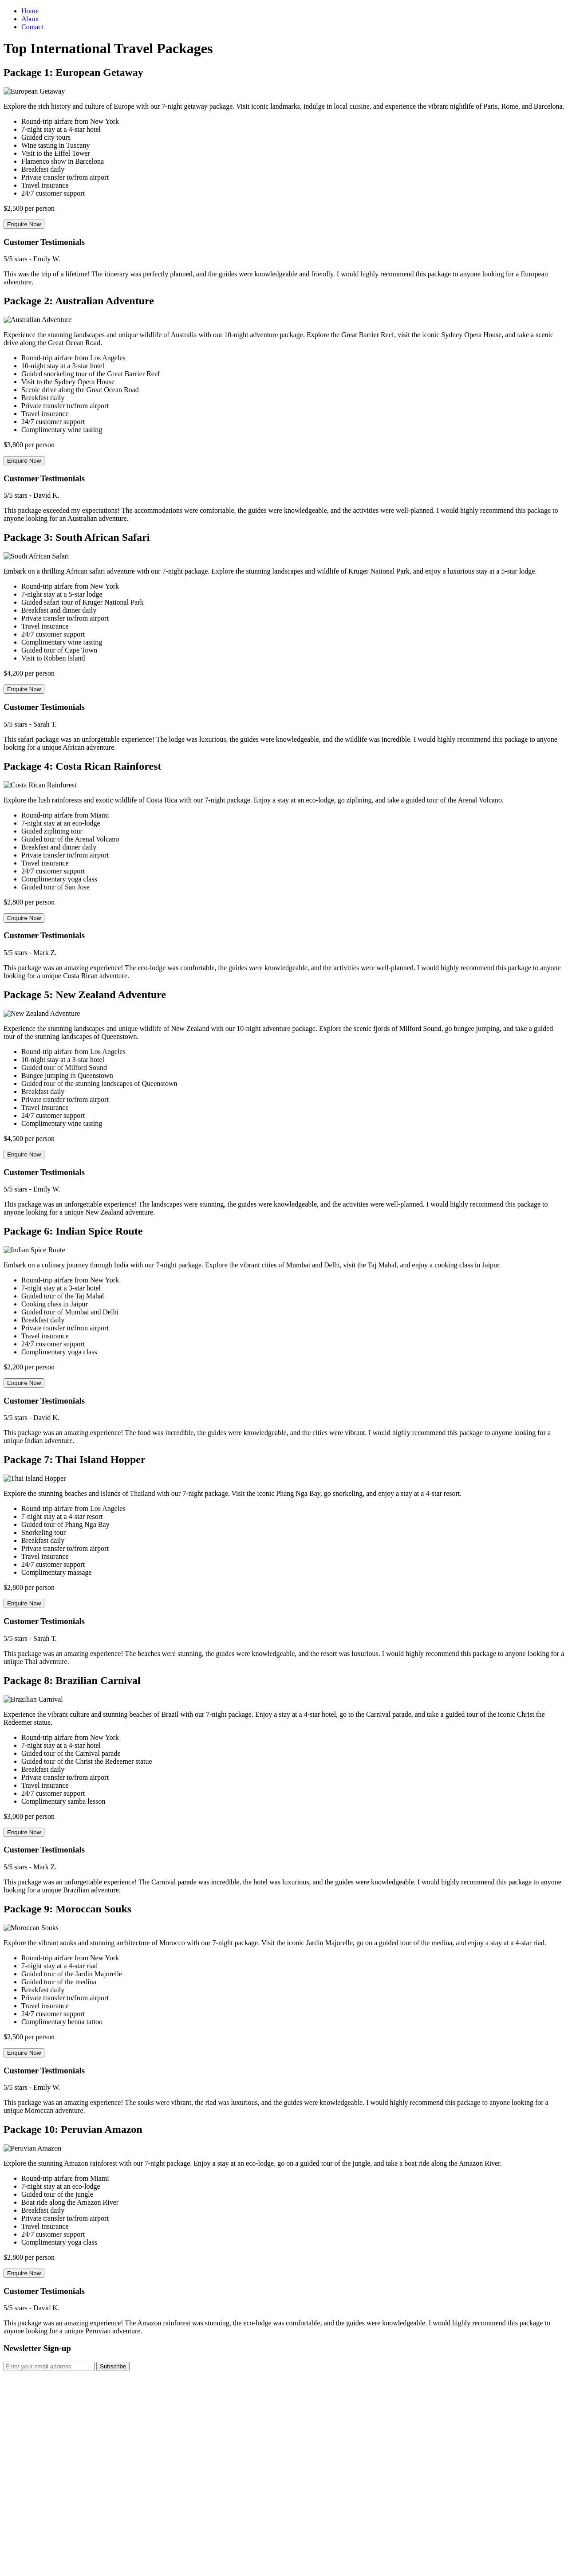 Home
About
Contact
Top International Travel Packages
Package 1: European Getaway
European Getaway
Explore the rich history and culture of Europe with our 7-night getaway package. Visit iconic landmarks, indulge in local cuisine, and experience the vibrant nightlife of Paris, Rome, and Barcelona.
Round-trip airfare from New York
7-night stay at a 4-star hotel
Guided city tours
Wine tasting in Tuscany
Visit to the Eiffel Tower
Flamenco show in Barcelona
Breakfast daily
Private transfer to/from airport
Travel insurance
24/7 customer support
$2,500 per person
Enquire Now
Customer Testimonials
5/5 stars - Emily W.
This was the trip of a lifetime! The itinerary was perfectly planned, and the guides were knowledgeable and friendly. I would highly recommend this package to anyone looking for a European
adventure.
Package 2: Australian Adventure
Australian Adventure
Experience the stunning landscapes and unique wildlife of Australia with our 10-night adventure package. Explore the Great Barrier Reef, visit the iconic Sydney Opera House, and take a scenic
drive along the Great Ocean Road.
Round-trip airfare from Los Angeles
10-night stay at a 3-star hotel
Guided snorkeling tour of the Great Barrier Reef
Visit to the Sydney Opera House
Scenic drive along the Great Ocean Road
Breakfast daily
Private transfer to/from airport
Travel insurance
24/7 customer support
Complimentary wine tasting
$3,800 per person
Enquire Now
Customer Testimonials
5/5 stars - David K.
This package exceeded my expectations! The accommodations were comfortable, the guides were knowledgeable, and the activities were well-planned. I would highly recommend this package to
anyone looking for an Australian adventure.
Package 3: South African Safari
South African Safari
Embark on a thrilling African safari adventure with our 7-night package. Explore the stunning landscapes and wildlife of Kruger National Park, and enjoy a luxurious stay at a 5-star lodge.
Round-trip airfare from New York
7-night stay at a 5-star lodge
Guided safari tour of Kruger National Park
Breakfast and dinner daily
Private transfer to/from airport
Travel insurance
24/7 customer support
Complimentary wine tasting
Guided tour of Cape Town
Visit to Robben Island
$4,200 per person
Enquire Now
Customer Testimonials
5/5 stars - Sarah T.
This safari package was an unforgettable experience! The lodge was luxurious, the guides were knowledgeable, and the wildlife was incredible. I would highly recommend this package to anyone
looking for a unique African adventure.
Package 4: Costa Rican Rainforest
Costa Rican Rainforest
Explore the lush rainforests and exotic wildlife of Costa Rica with our 7-night package. Enjoy a stay at an eco-lodge, go ziplining, and take a guided tour of the Arenal Volcano.
Round-trip airfare from Miami
7-night stay at an eco-lodge
Guided ziplining tour
Guided tour of the Arenal Volcano
Breakfast and dinner daily
Private transfer to/from airport
Travel insurance
24/7 customer support
Complimentary yoga class
Guided tour of San Jose
$2,800 per person
Enquire Now
Customer Testimonials
5/5 stars - Mark Z.
This package was an amazing experience! The eco-lodge was comfortable, the guides were knowledgeable, and the activities were well-planned. I would highly recommend this package to anyone
looking for a unique Costa Rican adventure.
Package 5: New Zealand Adventure
New Zealand Adventure
Experience the stunning landscapes and unique wildlife of New Zealand with our 10-night adventure package. Explore the scenic fjords of Milford Sound, go bungee jumping, and take a guided
tour of the stunning landscapes of Queenstown.
Round-trip airfare from Los Angeles
10-night stay at a 3-star hotel
Guided tour of Milford Sound
Bungee jumping in Queenstown
Guided tour of the stunning landscapes of Queenstown
Breakfast daily
Private transfer to/from airport
Travel insurance
24/7 customer support
Complimentary wine tasting
$4,500 per person
Enquire Now
Customer Testimonials
5/5 stars - Emily W.
This package was an unforgettable experience! The landscapes were stunning, the guides were knowledgeable, and the activities were well-planned. I would highly recommend this package to
anyone looking for a unique New Zealand adventure.
Package 6: Indian Spice Route
Indian Spice Route
Embark on a culinary journey through India with our 7-night package. Explore the vibrant cities of Mumbai and Delhi, visit the Taj Mahal, and enjoy a cooking class in Jaipur.
Round-trip airfare from New York
7-night stay at a 3-star hotel
Guided tour of the Taj Mahal
Cooking class in Jaipur
Guided tour of Mumbai and Delhi
Breakfast daily
Private transfer to/from airport
Travel insurance
24/7 customer support
Complimentary yoga class
$2,200 per person
Enquire Now
Customer Testimonials
5/5 stars - David K.
This package was an amazing experience! The food was incredible, the guides were knowledgeable, and the cities were vibrant. I would highly recommend this package to anyone looking for a
unique Indian adventure.
Package 7: Thai Island Hopper
Thai Island Hopper
Explore the stunning beaches and islands of Thailand with our 7-night package. Visit the iconic Phang Nga Bay, go snorkeling, and enjoy a stay at a 4-star resort.
Round-trip airfare from Los Angeles
7-night stay at a 4-star resort
Guided tour of Phang Nga Bay
Snorkeling tour
Breakfast daily
Private transfer to/from airport
Travel insurance
24/7 customer support
Complimentary massage
$2,800 per person
Enquire Now
Customer Testimonials
5/5 stars - Sarah T.
This package was an amazing experience! The beaches were stunning, the guides were knowledgeable, and the resort was luxurious. I would highly recommend this package to anyone looking for a
unique Thai adventure.
Package 8: Brazilian Carnival
Brazilian Carnival
Experience the vibrant culture and stunning beaches of Brazil with our 7-night package. Enjoy a stay at a 4-star hotel, go to the Carnival parade, and take a guided tour of the iconic Christ the
Redeemer statue.
Round-trip airfare from New York
7-night stay at a 4-star hotel
Guided tour of the Carnival parade
Guided tour of the Christ the Redeemer statue
Breakfast daily
Private transfer to/from airport
Travel insurance
24/7 customer support
Complimentary samba lesson
$3,000 per person
Enquire Now
Customer Testimonials
5/5 stars - Mark Z.
This package was an unforgettable experience! The Carnival parade was incredible, the hotel was luxurious, and the guides were knowledgeable. I would highly recommend this package to anyone
looking for a unique Brazilian adventure.
Package 9: Moroccan Souks
Moroccan Souks
Explore the vibrant souks and stunning architecture of Morocco with our 7-night package. Visit the iconic Jardin Majorelle, go on a guided tour of the medina, and enjoy a stay at a 4-star riad.
Round-trip airfare from New York
7-night stay at a 4-star riad
Guided tour of the Jardin Majorelle
Guided tour of the medina
Breakfast daily
Private transfer to/from airport
Travel insurance
24/7 customer support
Complimentary henna tattoo
$2,500 per person
Enquire Now
Customer Testimonials
5/5 stars - Emily W.
This package was an amazing experience! The souks were vibrant, the riad was luxurious, and the guides were knowledgeable. I would highly recommend this package to anyone looking for a
unique Moroccan adventure.
Package 10: Peruvian Amazon
Peruvian Amazon
Explore the stunning Amazon rainforest with our 7-night package. Enjoy a stay at an eco-lodge, go on a guided tour of the jungle, and take a boat ride along the Amazon River.
Round-trip airfare from Miami
7-night stay at an eco-lodge
Guided tour of the jungle
Boat ride along the Amazon River
Breakfast daily
Private transfer to/from airport
Travel insurance
24/7 customer support
Complimentary yoga class
$2,800 per person
Enquire Now
Customer Testimonials
5/5 stars - David K.
This package was an amazing experience! The Amazon rainforest was stunning, the eco-lodge was comfortable, and the guides were knowledgeable. I would highly recommend this package to
anyone looking for a unique Peruvian adventure.
Newsletter Sign-up
Enter your email address Subscribe